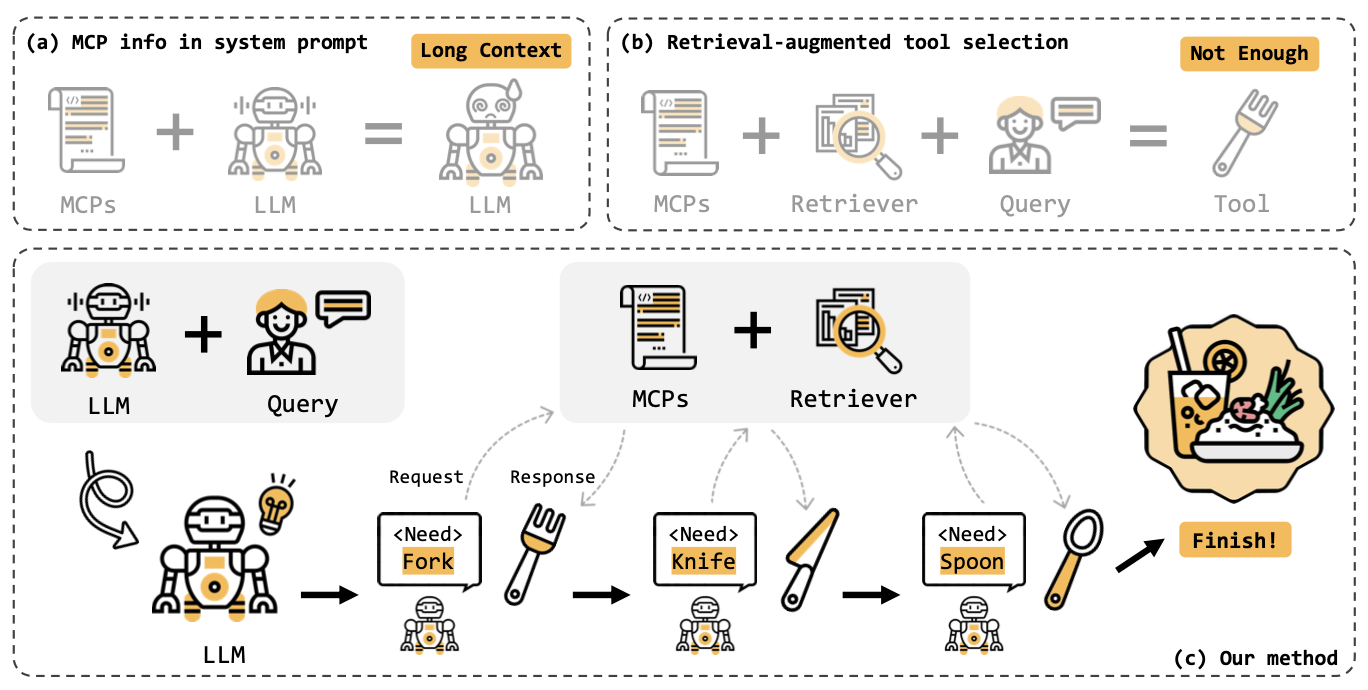 (a) MCP info in system prompt
Long Context
MCPs
LLM
LLM
(b) Retrieval-augmented tool selection
Not Enough
MCPs
Retriever
Query
Tool
LLM
Query
MCPs
Retriever
Request
Response
<Need>
Fork
<Need>
Knife
<Need>
Spoon
Finish!
LLM
(c) Our method